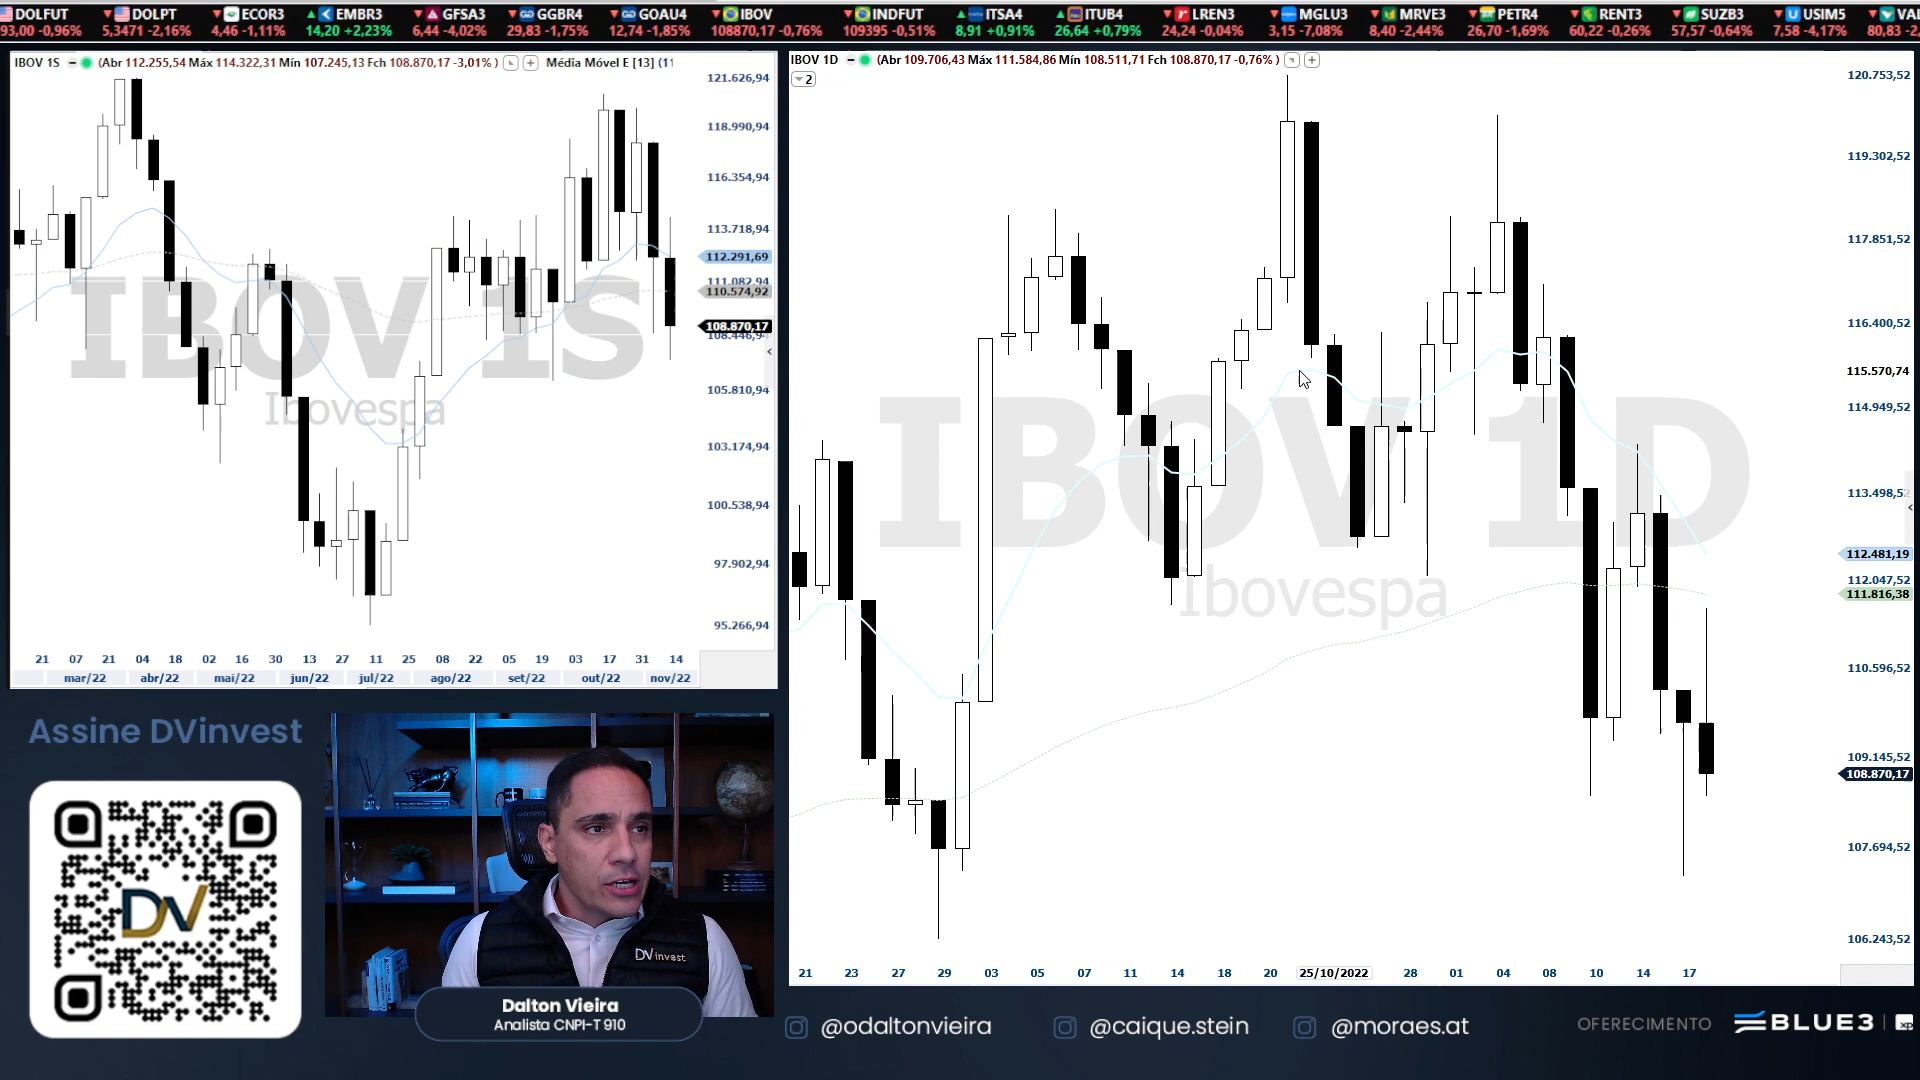 DOLFUT DOLPT ECOR3 EMBR3 GFSA3 GGBR4 GOAU4 IBOV INDFUT ITSA4 ITUB4 LREN3 MGLU3 MRVE3 PETR4 RENT3 SUZB3 USIM5
93,00 -0,96% 5,3471 -2,16% 4,46 -1,11% 14,20 +2,23% 6,44 -4,02% 29,83 -1,75% 12,74 -1,85% 108870,17 -0,76% 109395 -0,51% 8,91 +0,91% 26,64 +0,79% 24,24 -0,04% 3,15 -7,08% 8,40 -2,44% 26,70 -1,69% 60,22 -0,26% 57,57 -0,64% 7,58 -4,17% 80,83 -2,
IBOV 1S (Abr 112.255,54 Máx 114.322,31 Mín 107.245,13 Fch 108.870,17 -3,01% ) Média Móvel E [13] (11
121.626,94
118.990,94
116.354,94
113.718,94
112.291,69
111.082,94
110.574,92
108.870,17
108.446,94
105.810,94
103.174,94
100.538,94
97.902,94
95.266,94
IBOV 1S
Ibovespa
21 07 21 04 18 02 16 30 13 27 11 25 08 22 05 19 03 17 31 14
mar/22 abr/22 mai/22 jun/22 jul/22 ago/22 set/22 out/22 nov/22
IBOV 1D (Abr 109.706,43 Máx 111.584,86 Mín 108.511,71 Fch 108.870,17 -0,76% )
2
120.753,52
119.302,52
117.851,52
116.400,52
115.570,74
114.949,52
113.498,52
112.481,19
112.047,52
111.816,38
110.596,52
109.145,52
108.870,17
107.694,52
106.243,52
IBOV 1D
Ibovespa
21 23 27 29 03 05 07 11 14 18 20 25/10/2022 28 01 04 08 10 14 17
Assine DVinvest
DV
DVinvest
Dalton Vieira
Analista CNPI-T 910
@odaltonvieira @caique.stein @moraes.at
OFERECIMENTO BLUE3 | xp